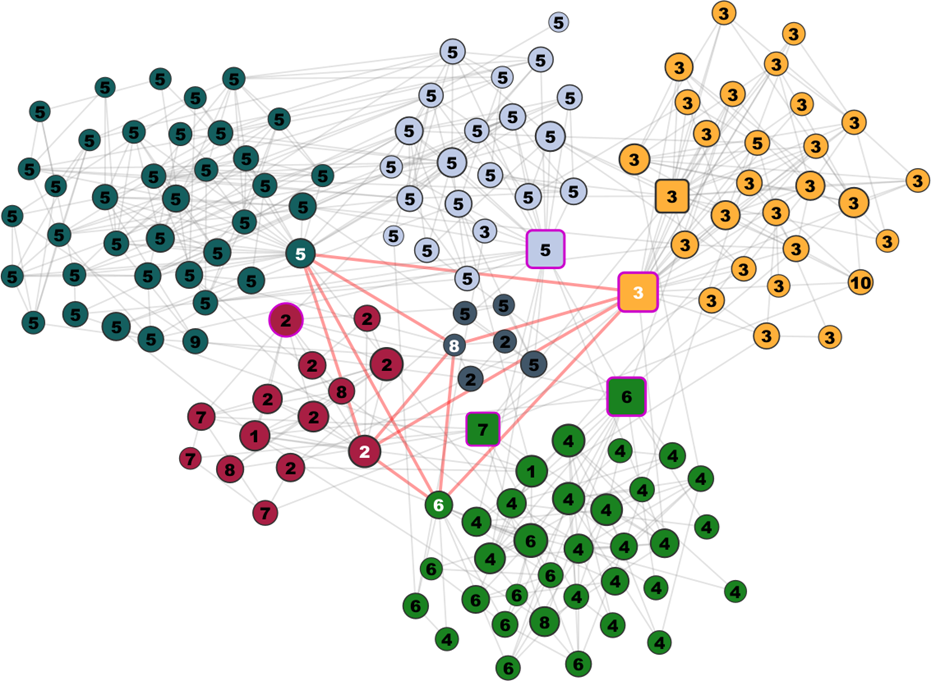 3
5 3
5 5 3 3
5 5 5
5 5 5 5 3 3 3
5 5 5 3
5 5 5 5 5 5 5 3 5 3
5 5 3
5 5 5 5 5 5 3 3 3
5 5 5
5 5 5 5 5 5 3 3 3 3
5 5 3
5 5 5 5 5 5 3 3 3
5 5
5 5 5 5 5 5 3 3 3 10
5 5 5 3
5 5 5 2 2
5 9 8 2 3 3
2 2 2 5
2 8 6
7 2 7
1 2 4 4 4
7 8 2 1 4
7 6 4 4 4 4
4 4
6 4 4 4
4
6 6 4 4 4
6 6 6 4
4 6 8 4 4
6 6